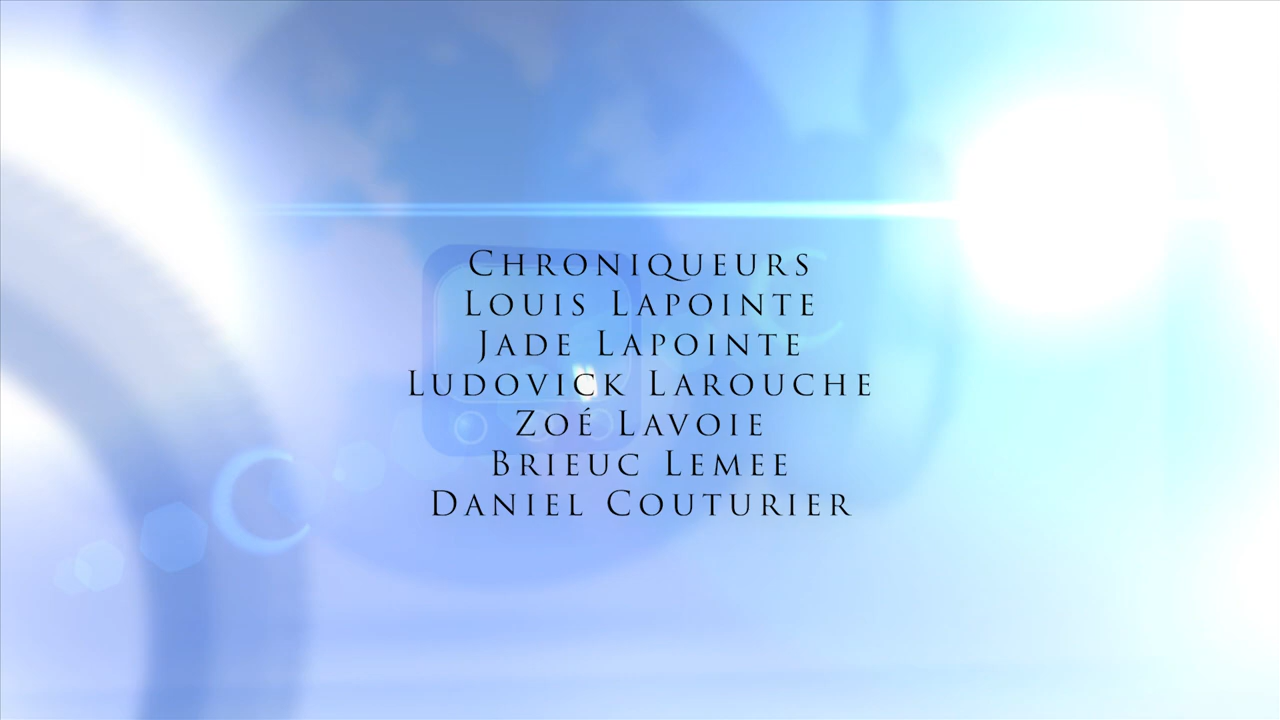 Chroniqueurs
Louis Lapointe
Jade Lapointe
Ludovick Larouche
Zoé Lavoie
Brieuc Lemee
Daniel Couturier